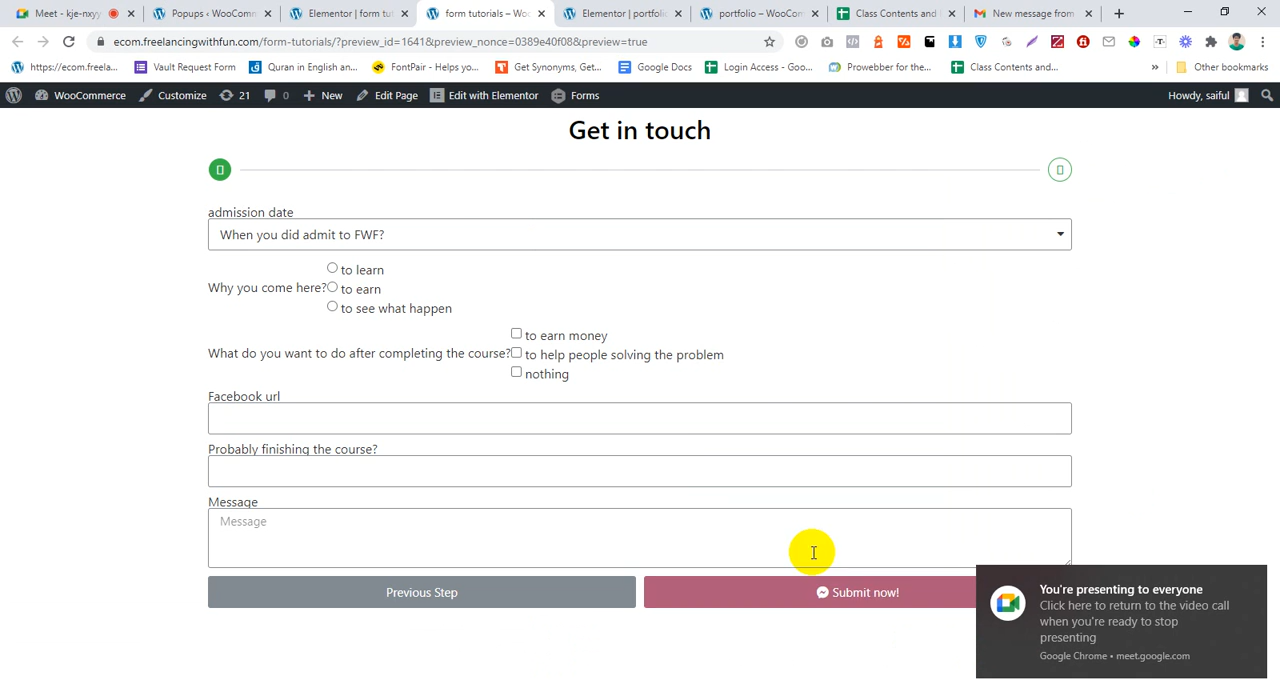 Meet - kje-nxyy
Popups ‹ WooComm
Elementor | form tut
form tutorials – Woo
Elementor | portfolio
portfolio – WooCom
Class Contents and
New message from
ecom.freelancingwithfun.com/form-tutorials/?preview_id=1641&preview_nonce=0389e40f08&preview=true
https://ecom.freela...
Vault Request Form
Quran in English an...
FontPair - Helps yo...
Get Synonyms, Get...
Google Docs
Login Access - Goo...
Prowebber for the...
Class Contents and...
»
Other bookmarks
WooCommerce
Customize
21
0
New
Edit Page
Edit with Elementor
Forms
Howdy, saiful
Get in touch
admission date
When you did admit to FWF?
to learn
Why you come here?
to earn
to see what happen
to earn money
What do you want to do after completing the course?
to help people solving the problem
nothing
Facebook url
Probably finishing the course?
Message
Message
Previous Step
Submit now!
You're presenting to everyone
Click here to return to the video call
when you're ready to stop
presenting
Google Chrome • meet.google.com